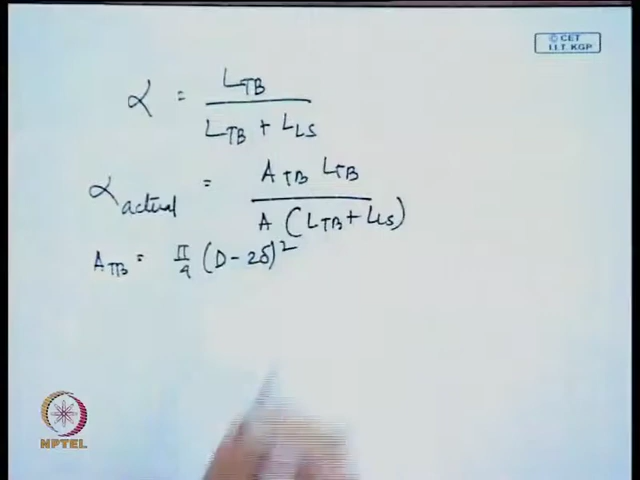 © CET
I.I.T. KGP
α = L_TB / (L_TB + L_LS)
α_actual = A_TB L_TB / (A (L_TB + L_LS))
A_TB = π/4 (D - 2δ)²
NPTEL